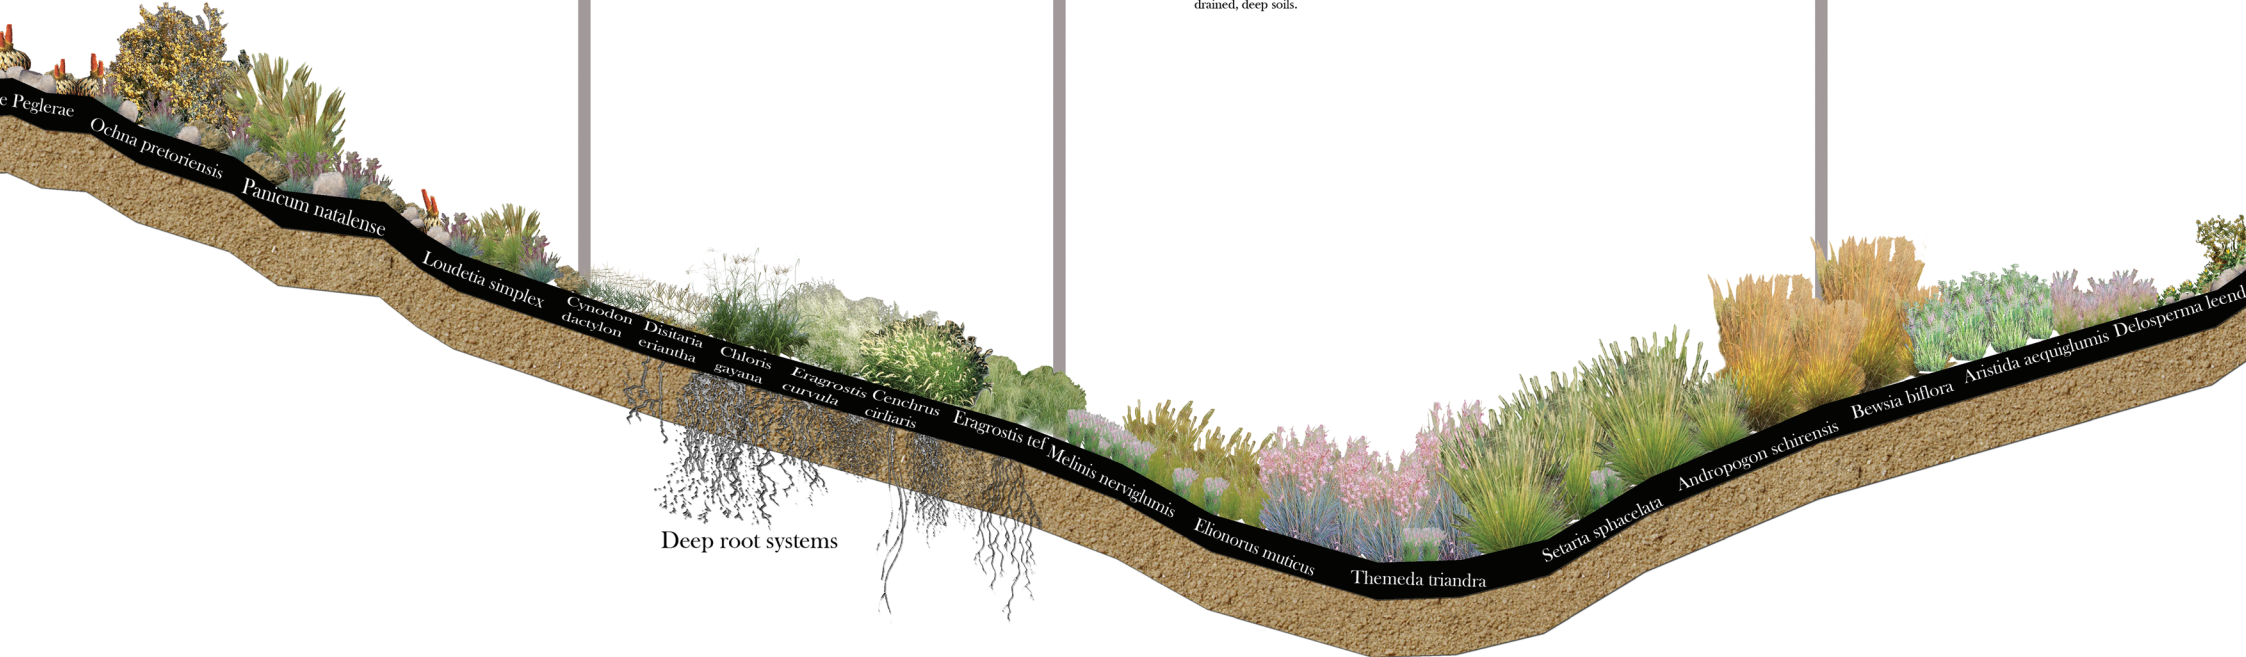 drained, deep soils.
e Peglerae
Ochna pretoriensis
Panicum natalense
Loudetia simplex
Cynodon
dactylon
Disitaria
eriantha
Chloris
gayana
Eragrostis
curvula
Cenchrus
cirliaris
Eragrostis tef
Melinis nerviglumis
Elionorus muticus
Themeda triandra
Setaria sphacelata
Andropogon schirensis
Bewsia biflora
Aristida aequiglumis
Delosperma leend
Deep root systems